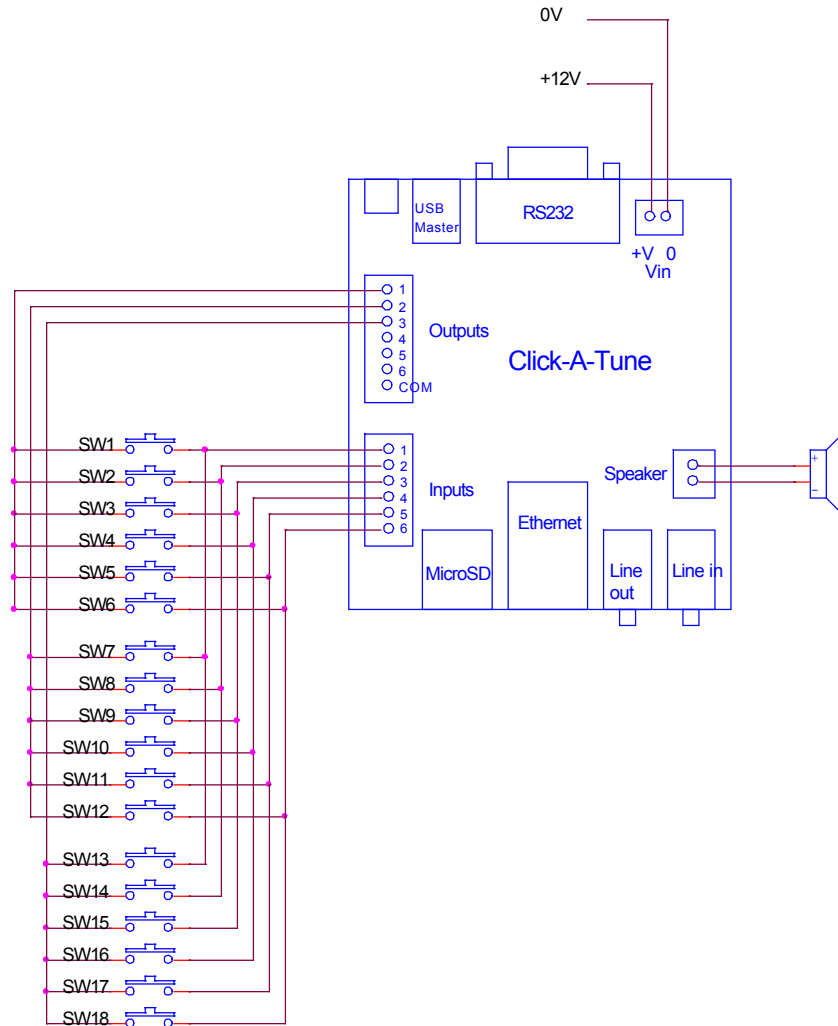 0V
+12V
USB
Master
RS232
+V 0
Vin
1
2
3
4
5
6
COM
Outputs
Click-A-Tune
SW1
SW2
SW3
SW4
SW5
SW6
1
2
3
4
5
6
Inputs
Speaker
+
−
Ethernet
MicroSD
Line
out
Line in
SW7
SW8
SW9
SW10
SW11
SW12
SW13
SW14
SW15
SW16
SW17
SW18